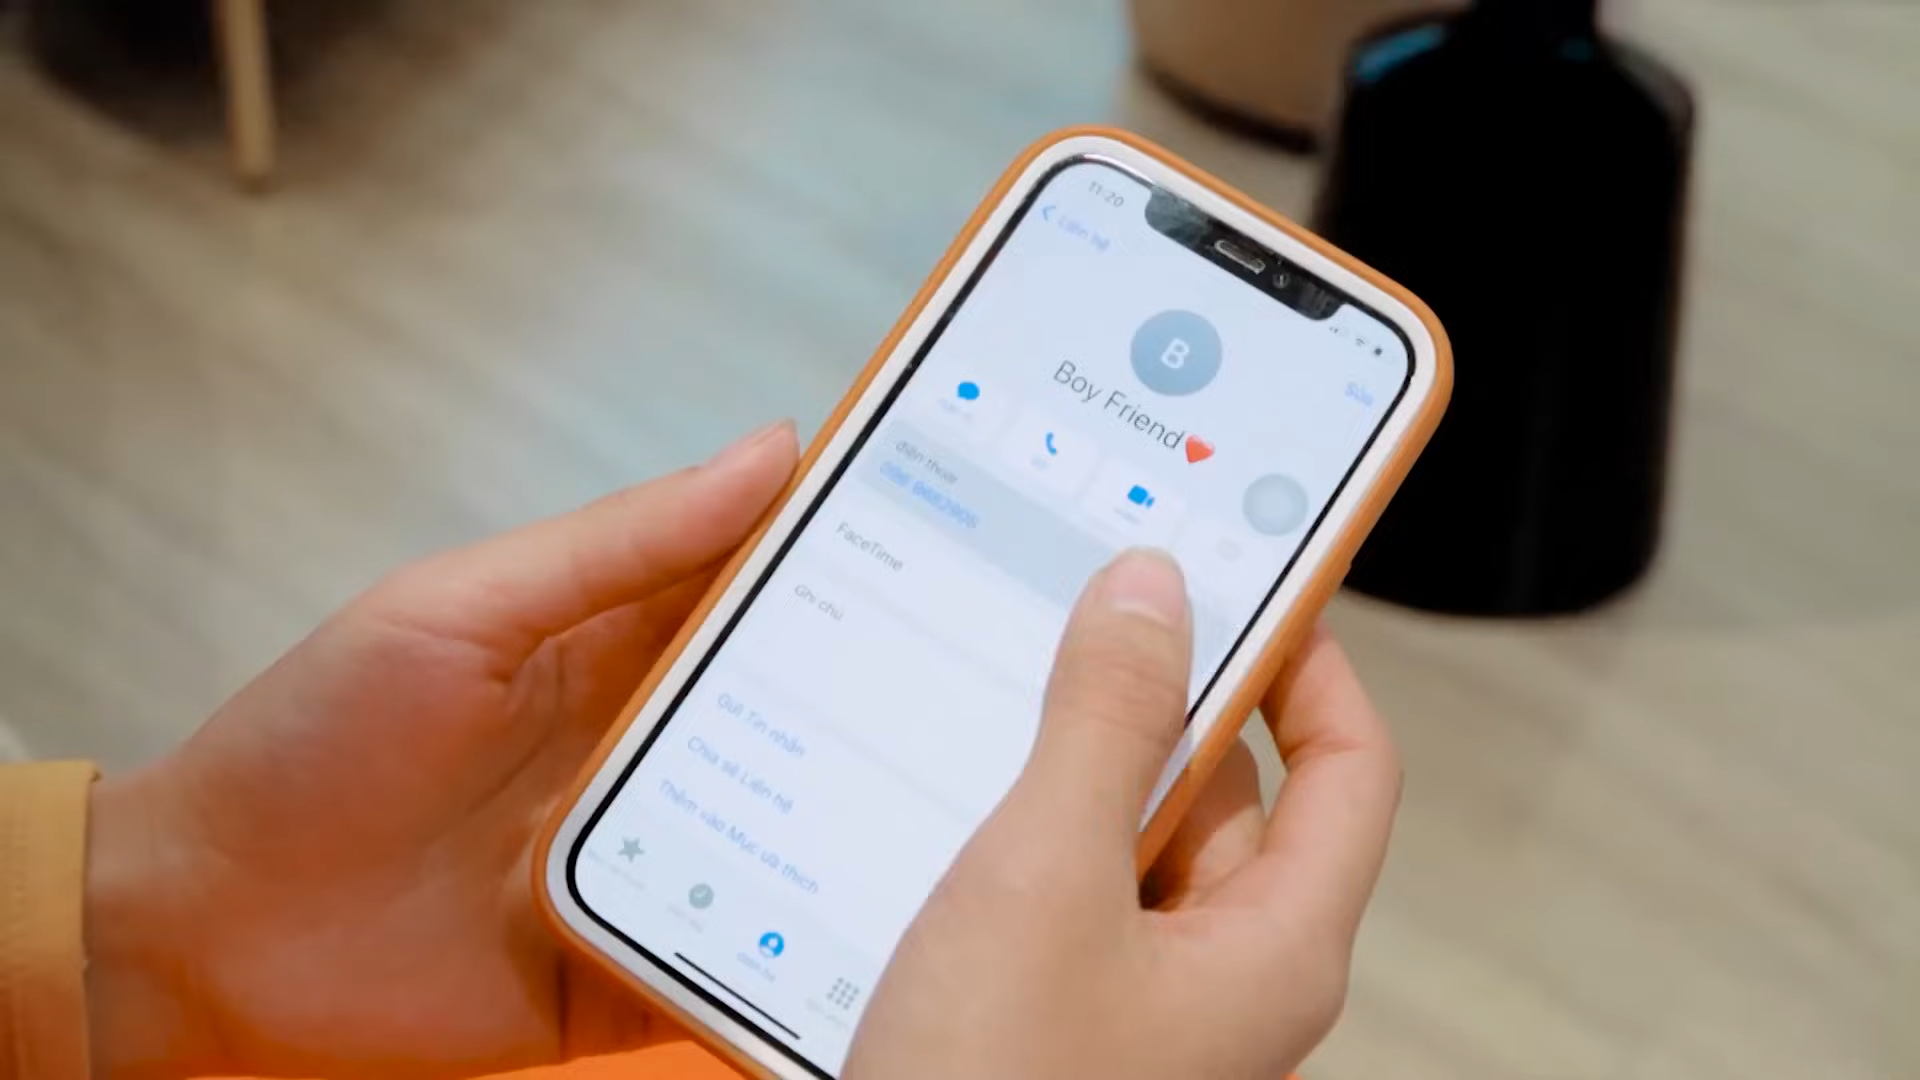 11:20
Liên hệ
Sửa
B
Boy Friend❤️
điện thoại
FaceTime
Ghi chú
Gửi Tin nhắn
Chia sẻ Liên hệ
Thêm vào Mục ưa thích